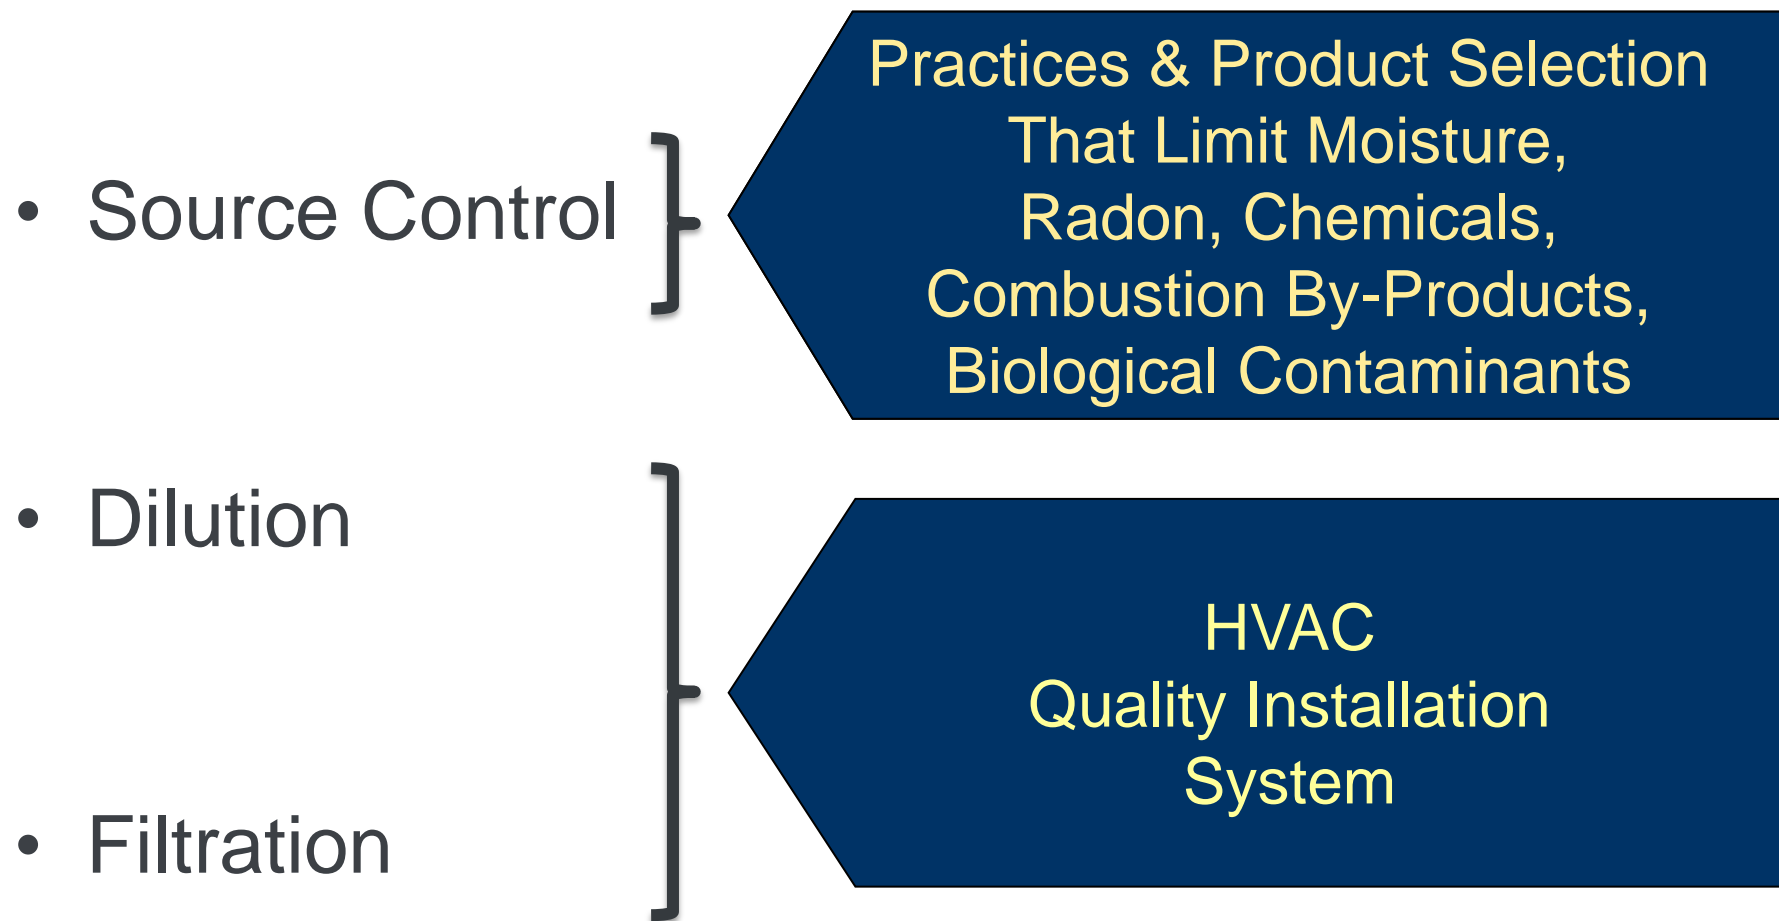 • Source Control
Practices & Product Selection
That Limit Moisture,
Radon, Chemicals,
Combustion By-Products,
Biological Contaminants
• Dilution
• Filtration
HVAC
Quality Installation
System